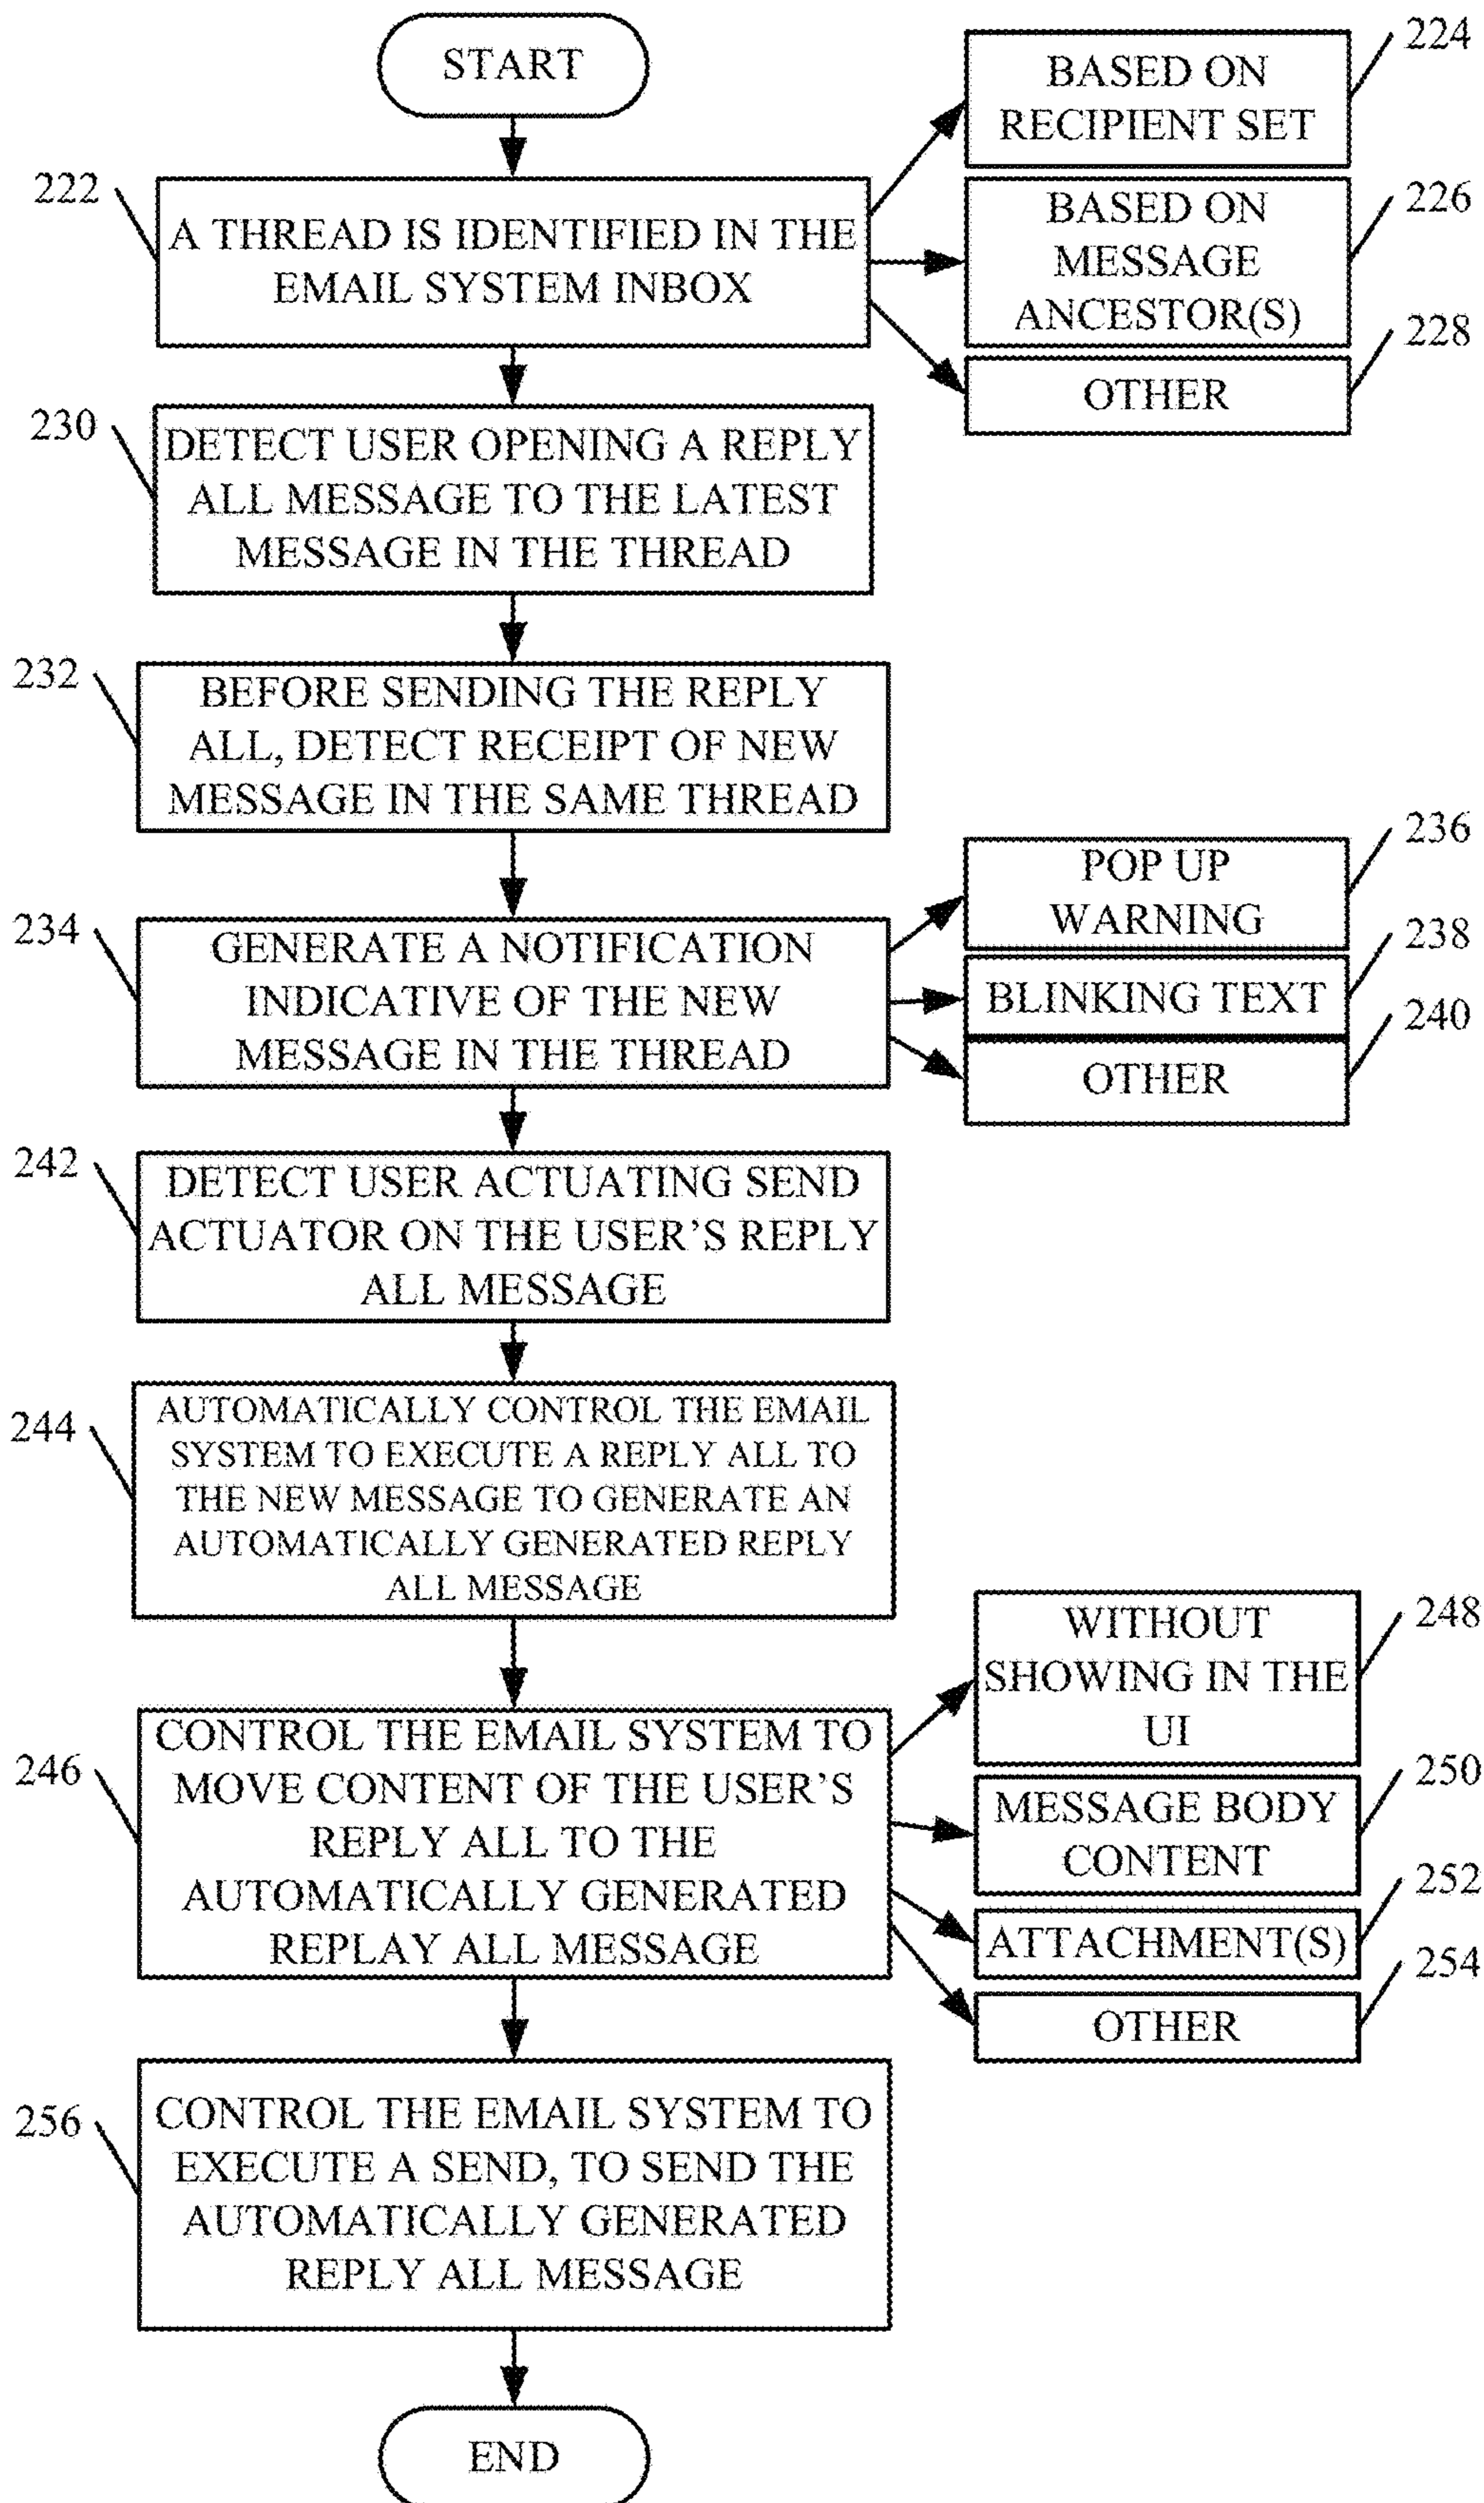 START
224
BASED ON
RECIPIENT SET
222
A THREAD IS IDENTIFIED IN THE
EMAIL SYSTEM INBOX
226
BASED ON
MESSAGE
ANCESTOR(S)
228
OTHER
230
DETECT USER OPENING A REPLY
ALL MESSAGE TO THE LATEST
MESSAGE IN THE THREAD
232
BEFORE SENDING THE REPLY
ALL, DETECT RECEIPT OF NEW
MESSAGE IN THE SAME THREAD
234
GENERATE A NOTIFICATION
INDICATIVE OF THE NEW
MESSAGE IN THE THREAD
236
POP UP
WARNING
238
BLINKING TEXT
240
OTHER
242
DETECT USER ACTUATING SEND
ACTUATOR ON THE USER'S REPLY
ALL MESSAGE
244
AUTOMATICALLY CONTROL THE EMAIL
SYSTEM TO EXECUTE A REPLY ALL TO
THE NEW MESSAGE TO GENERATE AN
AUTOMATICALLY GENERATED REPLY
ALL MESSAGE
246
CONTROL THE EMAIL SYSTEM TO
MOVE CONTENT OF THE USER'S
REPLY ALL TO THE
AUTOMATICALLY GENERATED
REPLAY ALL MESSAGE
248
WITHOUT
SHOWING IN THE
UI
250
MESSAGE BODY
CONTENT
252
ATTACHMENT(S)
254
OTHER
256
CONTROL THE EMAIL SYSTEM TO
EXECUTE A SEND, TO SEND THE
AUTOMATICALLY GENERATED
REPLY ALL MESSAGE
END